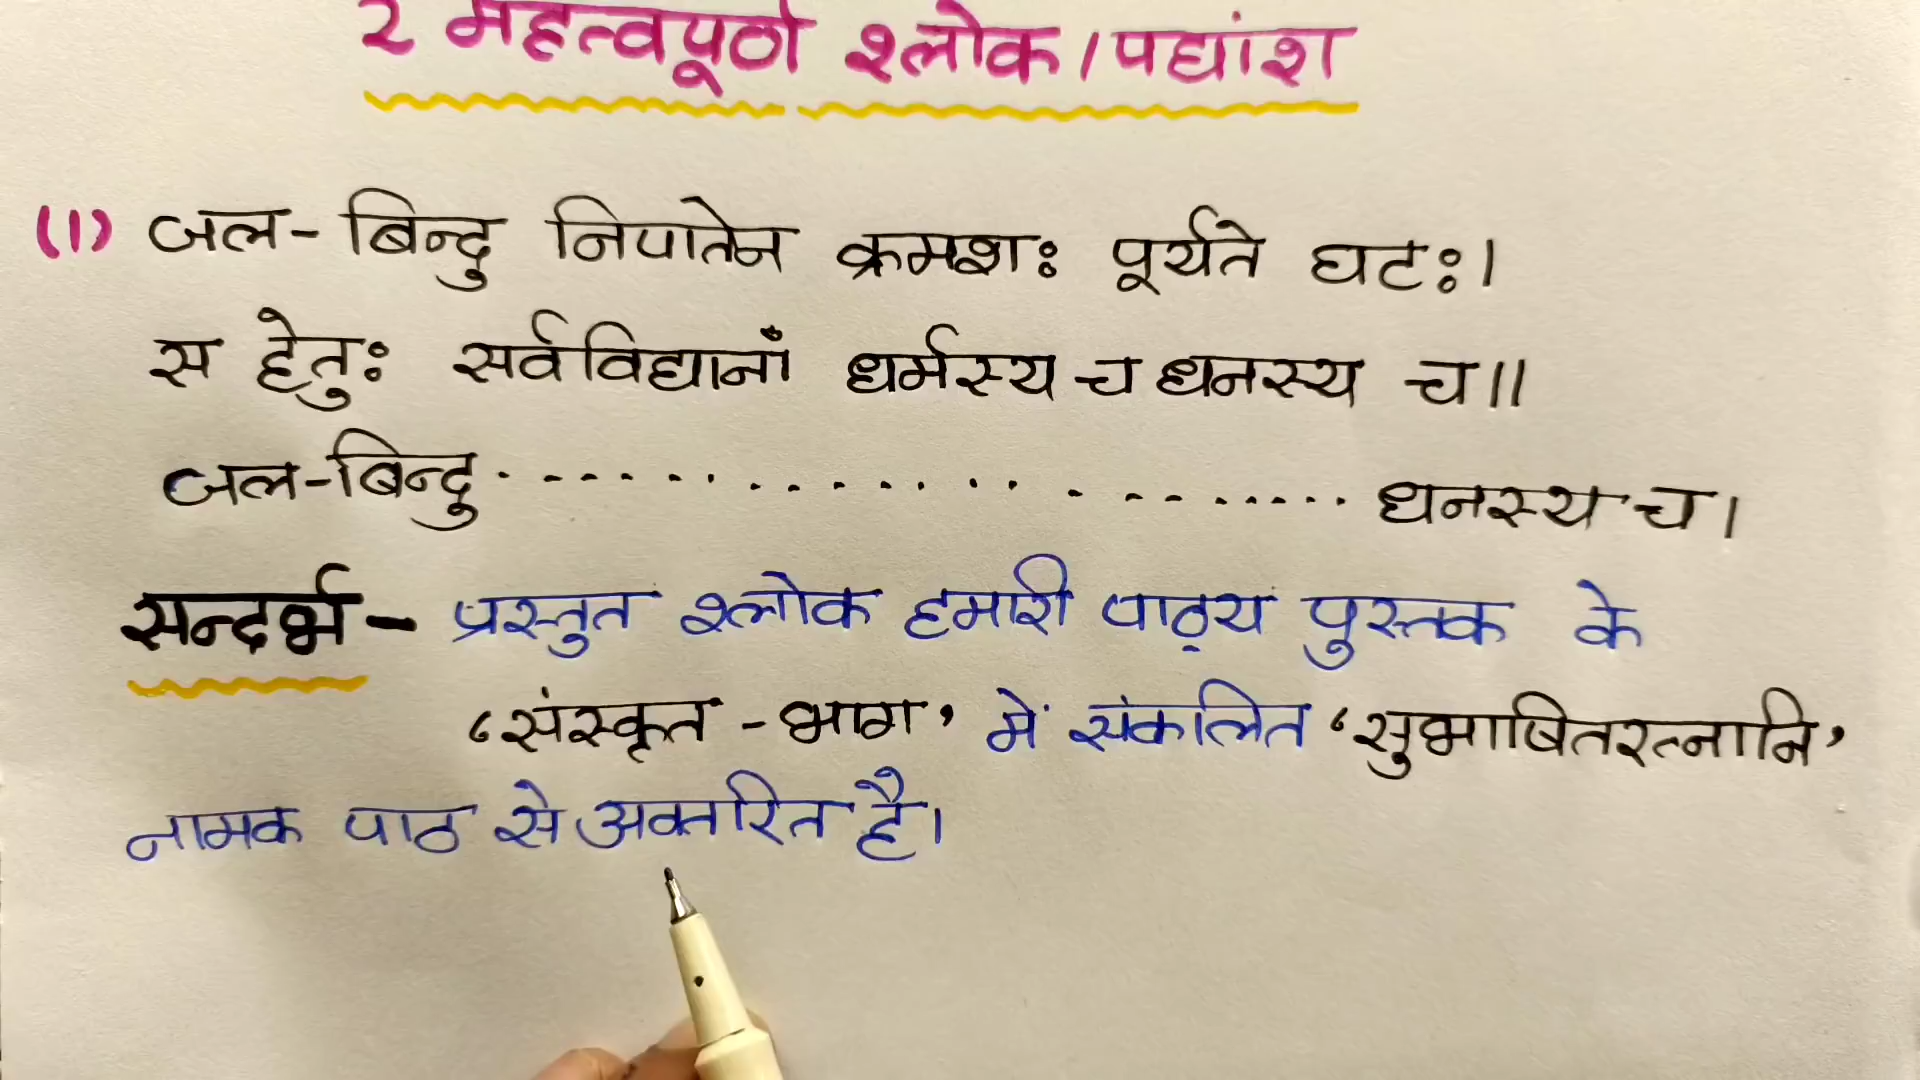 २ महत्वपूर्ण श्लोक/पद्यांश
(1) जल-बिन्दु निपातेन क्रमशः पूर्यते घटः।
स हेतुः सर्वविद्यानां धर्मस्य च धनस्य च॥
जल-बिन्दु.............................धनस्य च।
सन्दर्भ- प्रस्तुत श्लोक हमारी पाठ्य पुस्तक के
'संस्कृत-भाग' में संकलित 'सुभाषितरत्नानि'
नामक पाठ से अवतरित है।